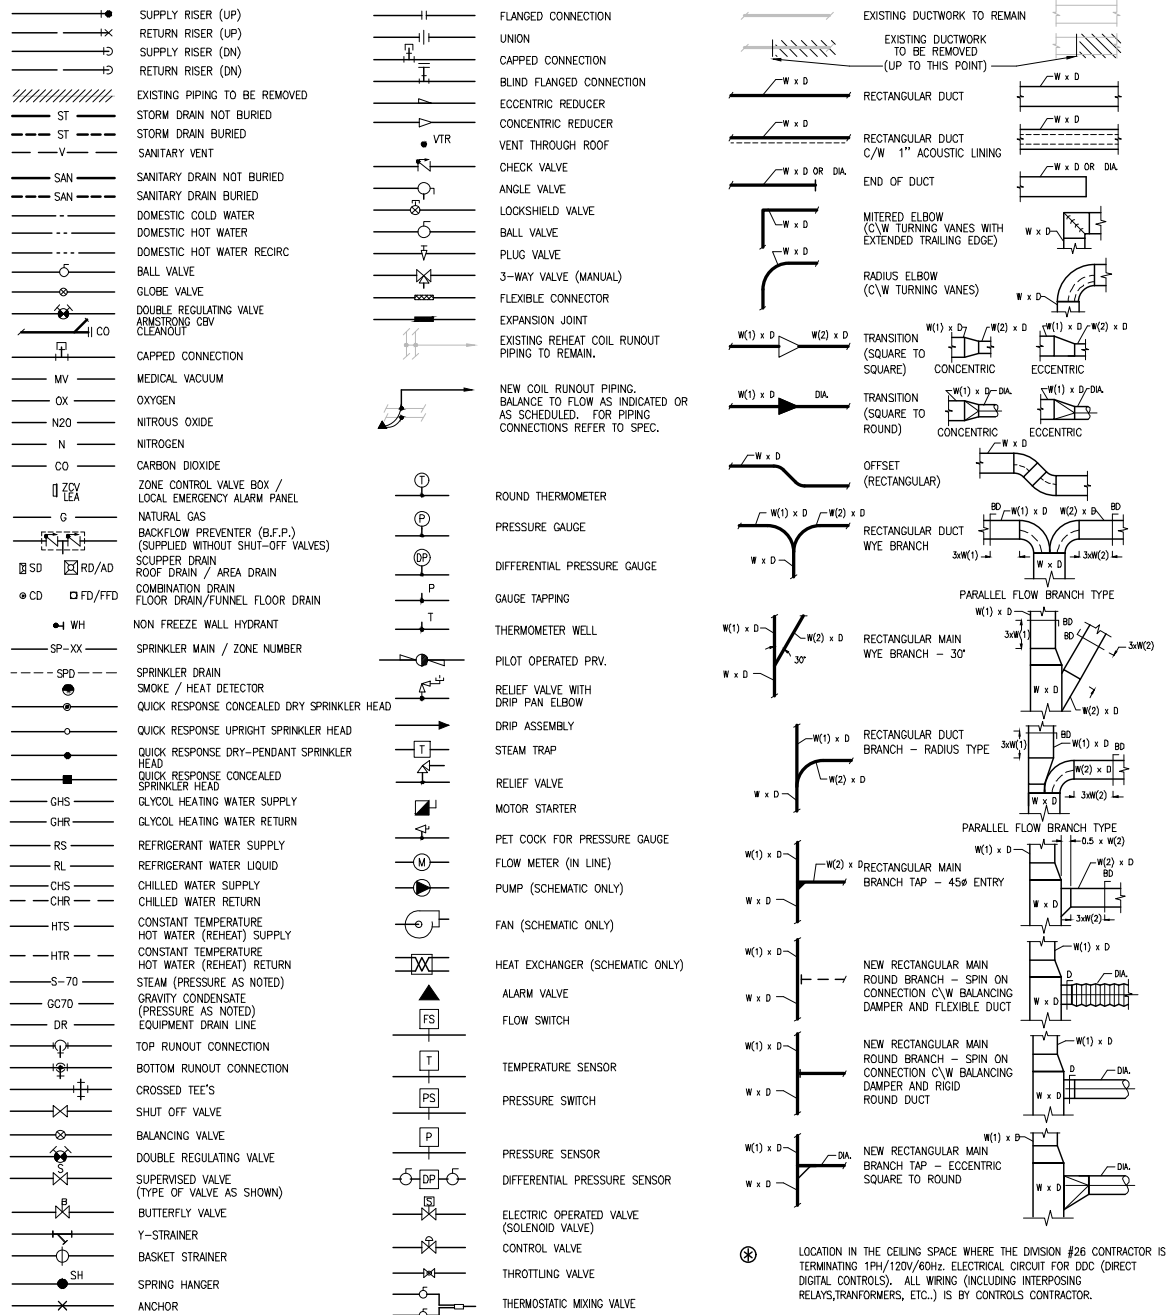 SUPPLY RISER (UP)
RETURN RISER (UP)
SUPPLY RISER (DN)
RETURN RISER (DN)
EXISTING PIPING TO BE REMOVED
ST STORM DRAIN NOT BURIED
ST STORM DRAIN BURIED
V SANITARY VENT
SAN SANITARY DRAIN NOT BURIED
SAN SANITARY DRAIN BURIED
DOMESTIC COLD WATER
DOMESTIC HOT WATER
DOMESTIC HOT WATER RECIRC
BALL VALVE
GLOBE VALVE
DOUBLE REGULATING VALVE
ARMSTRONG CBV
CO CLEANOUT
CAPPED CONNECTION
MV MEDICAL VACUUM
OX OXYGEN
N2O NITROUS OXIDE
N NITROGEN
CO CARBON DIOXIDE
ZCV ZONE CONTROL VALVE BOX /
LEA LOCAL EMERGENCY ALARM PANEL
G NATURAL GAS
BACKFLOW PREVENTER (B.F.P.)
(SUPPLIED WITHOUT SHUT-OFF VALVES)
SCUPPER DRAIN
SD RD/AD ROOF DRAIN / AREA DRAIN
COMBINATION DRAIN
CD FD/FFD FLOOR DRAIN/FUNNEL FLOOR DRAIN
WH NON FREEZE WALL HYDRANT
SP-XX SPRINKLER MAIN / ZONE NUMBER
SPD SPRINKLER DRAIN
SMOKE / HEAT DETECTOR
QUICK RESPONSE CONCEALED DRY SPRINKLER HEAD
QUICK RESPONSE UPRIGHT SPRINKLER HEAD
QUICK RESPONSE DRY-PENDANT SPRINKLER
HEAD
QUICK RESPONSE CONCEALED
SPRINKLER HEAD
GHS GLYCOL HEATING WATER SUPPLY
GHR GLYCOL HEATING WATER RETURN
RS REFRIGERANT WATER SUPPLY
RL REFRIGERANT WATER LIQUID
CHS CHILLED WATER SUPPLY
CHR CHILLED WATER RETURN
HTS CONSTANT TEMPERATURE
HOT WATER (REHEAT) SUPPLY
HTR CONSTANT TEMPERATURE
HOT WATER (REHEAT) RETURN
S-70 STEAM (PRESSURE AS NOTED)
GC70 GRAVITY CONDENSATE
(PRESSURE AS NOTED)
DR EQUIPMENT DRAIN LINE
TOP RUNOUT CONNECTION
BOTTOM RUNOUT CONNECTION
CROSSED TEE'S
SHUT OFF VALVE
BALANCING VALVE
DOUBLE REGULATING VALVE
S SUPERVISED VALVE
(TYPE OF VALVE AS SHOWN)
B BUTTERFLY VALVE
Y-STRAINER
BASKET STRAINER
SH SPRING HANGER
ANCHOR
FLANGED CONNECTION
UNION
CAPPED CONNECTION
BLIND FLANGED CONNECTION
ECCENTRIC REDUCER
CONCENTRIC REDUCER
VTR VENT THROUGH ROOF
CHECK VALVE
ANGLE VALVE
LOCKSHIELD VALVE
BALL VALVE
PLUG VALVE
3-WAY VALVE (MANUAL)
FLEXIBLE CONNECTOR
EXPANSION JOINT
EXISTING REHEAT COIL RUNOUT
PIPING TO REMAIN.
NEW COIL RUNOUT PIPING.
BALANCE TO FLOW AS INDICATED OR
AS SCHEDULED. FOR PIPING
CONNECTIONS REFER TO SPEC.
T ROUND THERMOMETER
P PRESSURE GAUGE
DP DIFFERENTIAL PRESSURE GAUGE
P GAUGE TAPPING
T THERMOMETER WELL
PILOT OPERATED PRV.
RELIEF VALVE WITH
DRIP PAN ELBOW
DRIP ASSEMBLY
T STEAM TRAP
RELIEF VALVE
MOTOR STARTER
PET COCK FOR PRESSURE GAUGE
M FLOW METER (IN LINE)
PUMP (SCHEMATIC ONLY)
FAN (SCHEMATIC ONLY)
HEAT EXCHANGER (SCHEMATIC ONLY)
ALARM VALVE
FS FLOW SWITCH
T TEMPERATURE SENSOR
PS PRESSURE SWITCH
P PRESSURE SENSOR
DP DIFFERENTIAL PRESSURE SENSOR
S ELECTRIC OPERATED VALVE
(SOLENOID VALVE)
CONTROL VALVE
THROTTLING VALVE
THERMOSTATIC MIXING VALVE
EXISTING DUCTWORK TO REMAIN
EXISTING DUCTWORK
TO BE REMOVED
(UP TO THIS POINT)
W x D RECTANGULAR DUCT W x D
W x D RECTANGULAR DUCT W x D
C/W 1" ACOUSTIC LINING
W x D OR DIA. END OF DUCT W x D OR DIA.
W x D MITERED ELBOW W x D
(C\W TURNING VANES WITH
EXTENDED TRAILING EDGE)
W x D RADIUS ELBOW W x D
(C\W TURNING VANES)
W(1) x D W(2) x D TRANSITION W(1) x D W(2) x D W(1) x D W(2) x D
(SQUARE TO
SQUARE) CONCENTRIC ECCENTRIC
W(1) x D DIA. TRANSITION W(1) x D DIA. W(1) x D DIA.
(SQUARE TO
ROUND) CONCENTRIC ECCENTRIC
W x D OFFSET W x D
(RECTANGULAR)
W(1) x D W(2) x D RECTANGULAR DUCT BD W(1) x D W(2) x D BD
WYE BRANCH 3xW(1) 3xW(2)
W x D W x D
PARALLEL FLOW BRANCH TYPE
W(1) x D W(2) x D RECTANGULAR MAIN W(1) x D BD
WYE BRANCH - 30° 3xW(1) BD 3xW(2)
30°
W x D W x D W(2) x D
W(1) x D RECTANGULAR DUCT BD W(1) x D BD
BRANCH - RADIUS TYPE 3xW(1)
W(2) x D W(2) x D
W x D W x D 3xW(2)
PARALLEL FLOW BRANCH TYPE
W(1) x D W(1) x D 0.5 x W(2)
W(2) x D RECTANGULAR MAIN W(2) x D
BRANCH TAP - 45ø ENTRY BD
W x D W x D 3xW(2)
W(1) x D W(1) x D
NEW RECTANGULAR MAIN D DIA.
ROUND BRANCH - SPIN ON
CONNECTION C\W BALANCING
DAMPER AND FLEXIBLE DUCT
W x D W x D
W(1) x D NEW RECTANGULAR MAIN W(1) x D
ROUND BRANCH - SPIN ON
CONNECTION C\W BALANCING D DIA.
DAMPER AND RIGID
ROUND DUCT
W x D W x D
W(1) x D NEW RECTANGULAR MAIN W(1) x D
DIA. BRANCH TAP - ECCENTRIC DIA.
SQUARE TO ROUND
W x D W x D
LOCATION IN THE CEILING SPACE WHERE THE DIVISION #26 CONTRACTOR IS
TERMINATING 1PH/120V/60Hz. ELECTRICAL CIRCUIT FOR DDC (DIRECT
DIGITAL CONTROLS). ALL WIRING (INCLUDING INTERPOSING
RELAYS,TRANFORMERS, ETC..) IS BY CONTROLS CONTRACTOR.